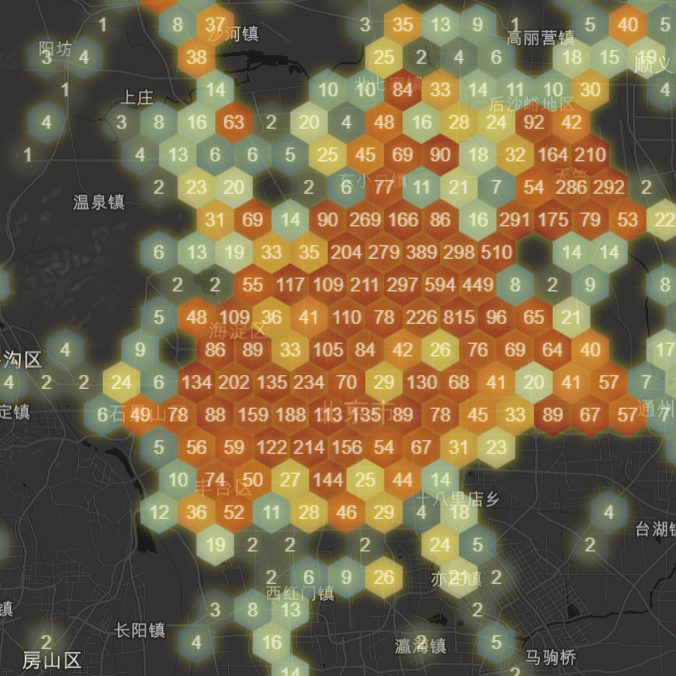 1 8 37 沙河镇 3 35 13 9 1 高丽营镇 5 40 5
阳坊 3 4 38 25 2 4 6 18 15 19 顺义
1 上庄 14 10 10 84 33 14 11 10 30 4
后沙峪地区
4 3 8 16 63 2 20 4 48 16 28 24 92 42
1 4 13 6 6 5 25 45 69 90 18 32 164 210
东小口镇
温泉镇 2 23 20 2 6 77 11 21 7 54 286 292 2
31 69 14 90 269 166 86 16 291 175 79 53 22
6 13 19 33 35 204 279 389 298 510 14 14
2 2 55 117 109 211 297 594 449 8 2 9 8
5 48 109 36 41 110 78 226 815 96 65 21
海淀区
沟区 4 9 86 89 33 105 84 42 26 76 69 64 40 17
4 2 2 24 6 134 202 135 234 70 29 130 68 41 20 41 57 7
定镇 6 49 78 88 159 188 113 135 89 78 45 33 89 67 57 7 通州
石 山 北京市
5 56 59 122 214 156 54 67 31 23
10 74 50 27 144 25 44 14
丰台区 十八里店乡
12 36 52 11 28 46 29 4 18 4
台湖镇
19 2 2 2 24 5 2
2 6 9 26 亦庄镇 21 2
西红门镇
镇 3 8 13 2
长阳镇 2 4 16 瀛海镇 2 5
房山区 马驹桥
14 2